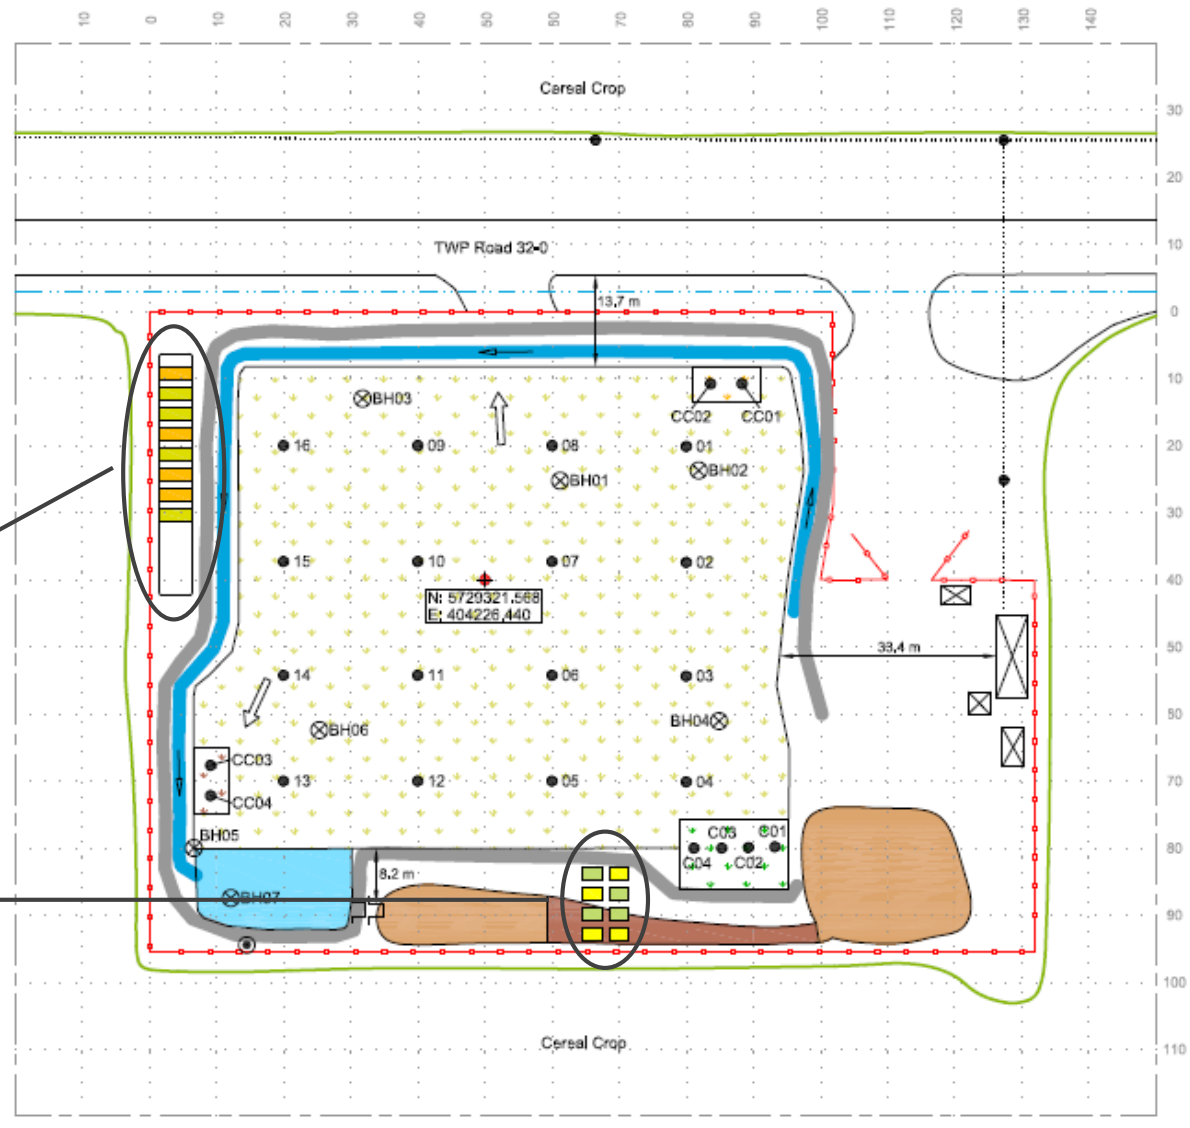 10 0 10 20 30 40 50 60 70 80 90 100 110 120 130 140
Cereal Crop
30
20
TWP Road 32-0
10
13.7 m
0
10
BH03
CC02 CC01
16 09 08 01
20
BH01 BH02
30
15 10 07 02
40
N: 5729321.568
E: 404226.440
33.4 m
50
14 11 06 03
BH06 BH04
60
CC03
13 12 05 04
70
CC04
BH05
C03 C01
80
C04 C02
8.2 m
BH07
90
100
Cereal Crop
110